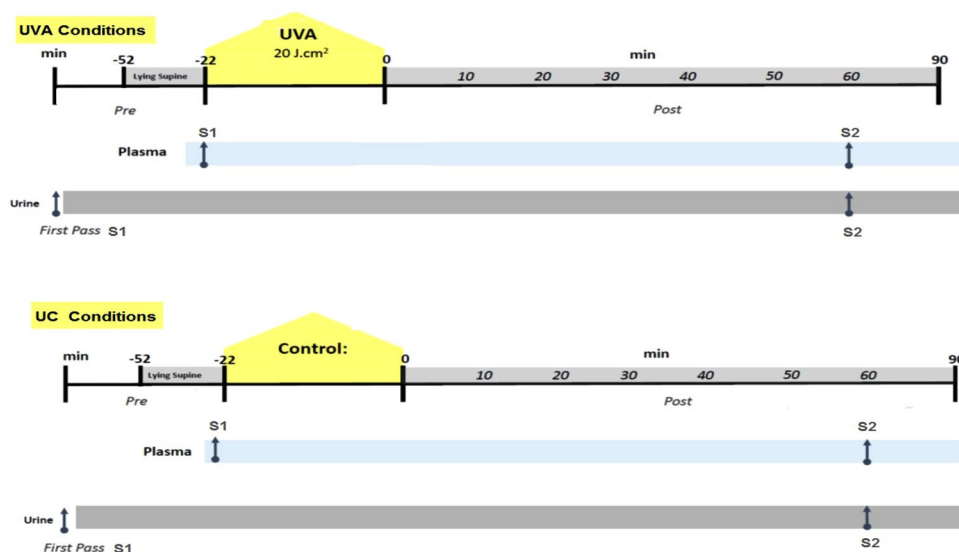 UVA Conditions
UVA
20 J.cm²
min -52 Lying Supine -22 0 min 90
10 20 30 40 50 60
Pre Post
S1 S2
Plasma
Urine
First Pass S1 S2
UC Conditions
Control:
min -52 Lying Supine -22 0 min 90
10 20 30 40 50 60
Pre Post
S1 S2
Plasma
Urine
First Pass S1 S2